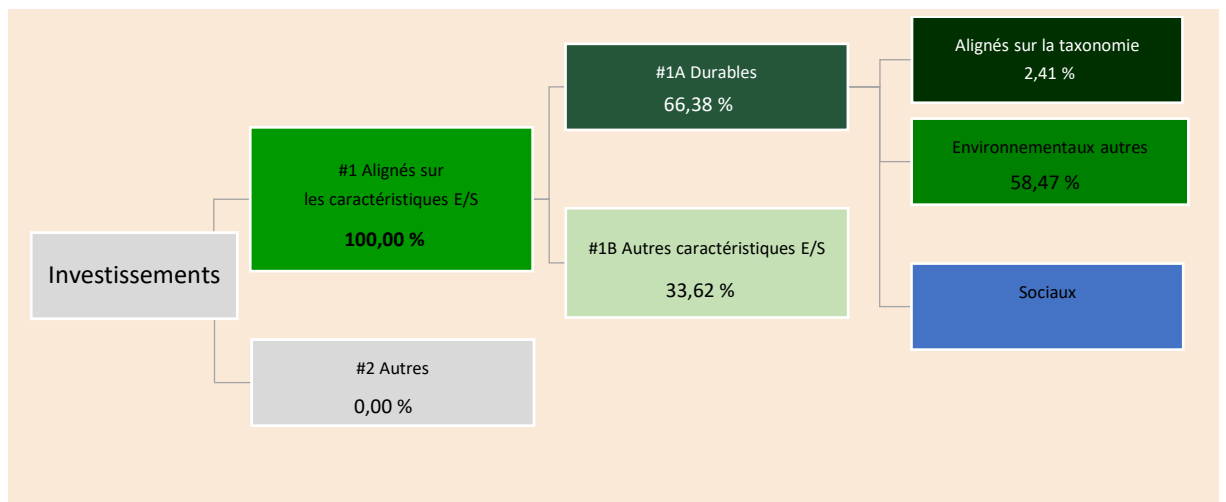 Investissements
#1 Alignés sur
les caractéristiques E/S
100,00 %
#2 Autres
0,00 %
#1A Durables
66,38 %
#1B Autres caractéristiques E/S
33,62 %
Alignés sur la taxonomie
2,41 %
Environnementaux autres
58,47 %
Sociaux